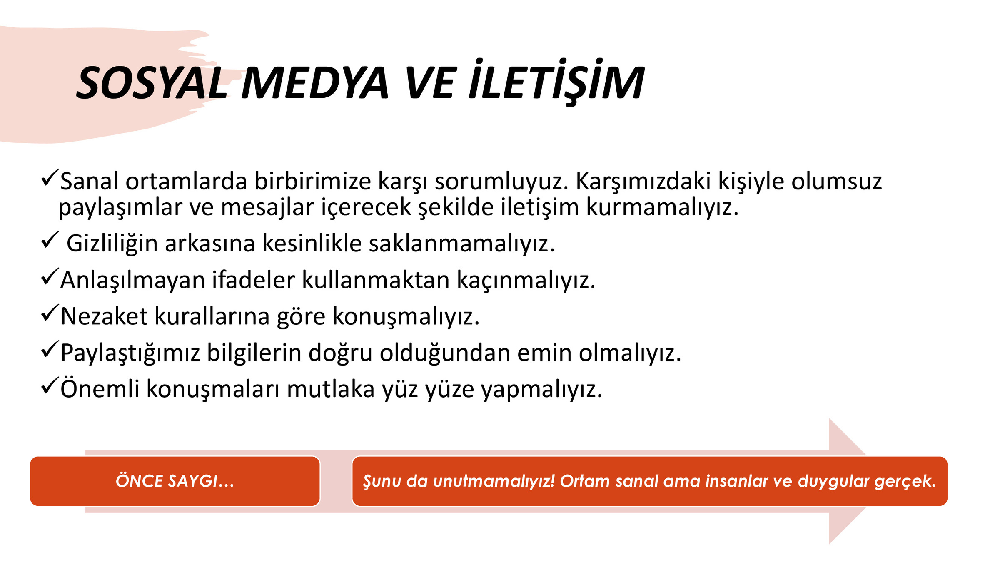 SOSYAL MEDYA VE İLETİŞİM
✓Sanal ortamlarda birbirimize karşı sorumluyuz. Karşımızdaki kişiyle olumsuz
paylaşımlar ve mesajlar içerecek şekilde iletişim kurmamalıyız.
✓ Gizliliğin arkasına kesinlikle saklanmamalıyız.
✓Anlaşılmayan ifadeler kullanmaktan kaçınmalıyız.
✓Nezaket kurallarına göre konuşmalıyız.
✓Paylaştığımız bilgilerin doğru olduğundan emin olmalıyız.
✓Önemli konuşmaları mutlaka yüz yüze yapmalıyız.
ÖNCE SAYGI...
Şunu da unutmamalıyız! Ortam sanal ama insanlar ve duygular gerçek.